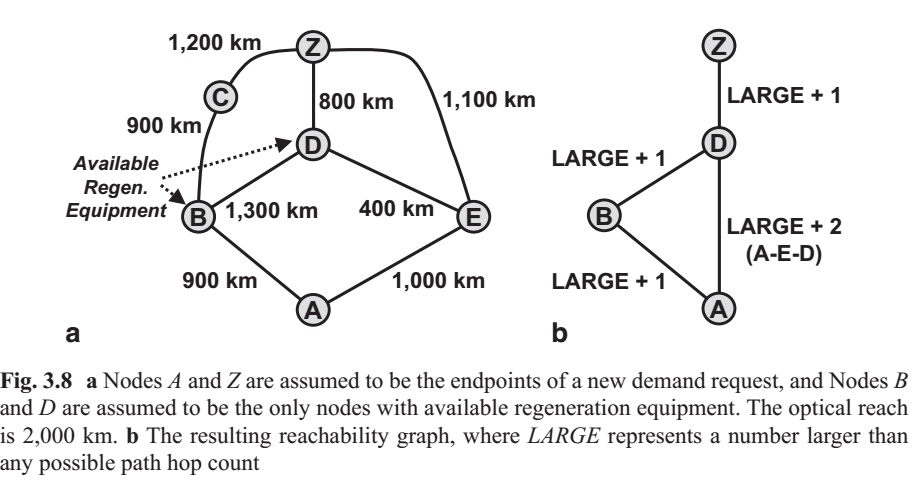 1,200 km
Z
C
800 km
1,100 km
900 km
D
Available
Regen.
Equipment
B
1,300 km
400 km
E
900 km
1,000 km
A
a
Z
LARGE + 1
D
LARGE + 1
B
LARGE + 2
(A-E-D)
LARGE + 1
A
b
Fig. 3.8 a Nodes A and Z are assumed to be the endpoints of a new demand request, and Nodes B
and D are assumed to be the only nodes with available regeneration equipment. The optical reach
is 2,000 km. b The resulting reachability graph, where LARGE represents a number larger than
any possible path hop count